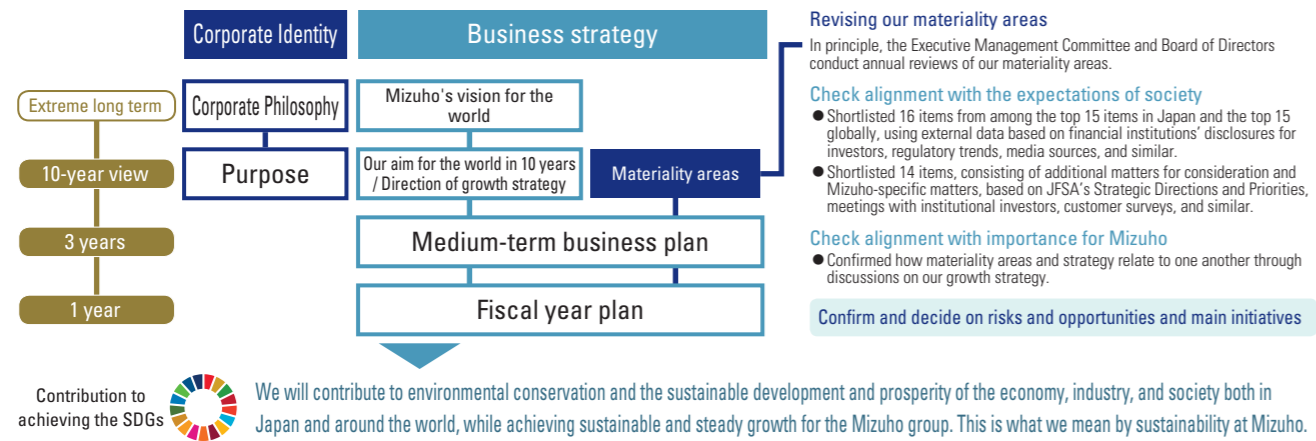 Corporate Identity
Business strategy
Extreme long term
Corporate Philosophy
Mizuho's vision for the
world
10-year view
Purpose
Our aim for the world in 10 years
/ Direction of growth strategy
Materiality areas
3 years
Medium-term business plan
1 year
Fiscal year plan
Revising our materiality areas
In principle, the Executive Management Committee and Board of Directors
conduct annual reviews of our materiality areas.
Check alignment with the expectations of society
● Shortlisted 16 items from among the top 15 items in Japan and the top 15
globally, using external data based on financial institutions’ disclosures for
investors, regulatory trends, media sources, and similar.
● Shortlisted 14 items, consisting of additional matters for consideration and
Mizuho-specific matters, based on JFSA’s Strategic Directions and Priorities,
meetings with institutional investors, customer surveys, and similar.
Check alignment with importance for Mizuho
● Confirmed how materiality areas and strategy relate to one another through
discussions on our growth strategy.
Confirm and decide on risks and opportunities and main initiatives
Contribution to
achieving the SDGs
We will contribute to environmental conservation and the sustainable development and prosperity of the economy, industry, and society both in
Japan and around the world, while achieving sustainable and steady growth for the Mizuho group. This is what we mean by sustainability at Mizuho.